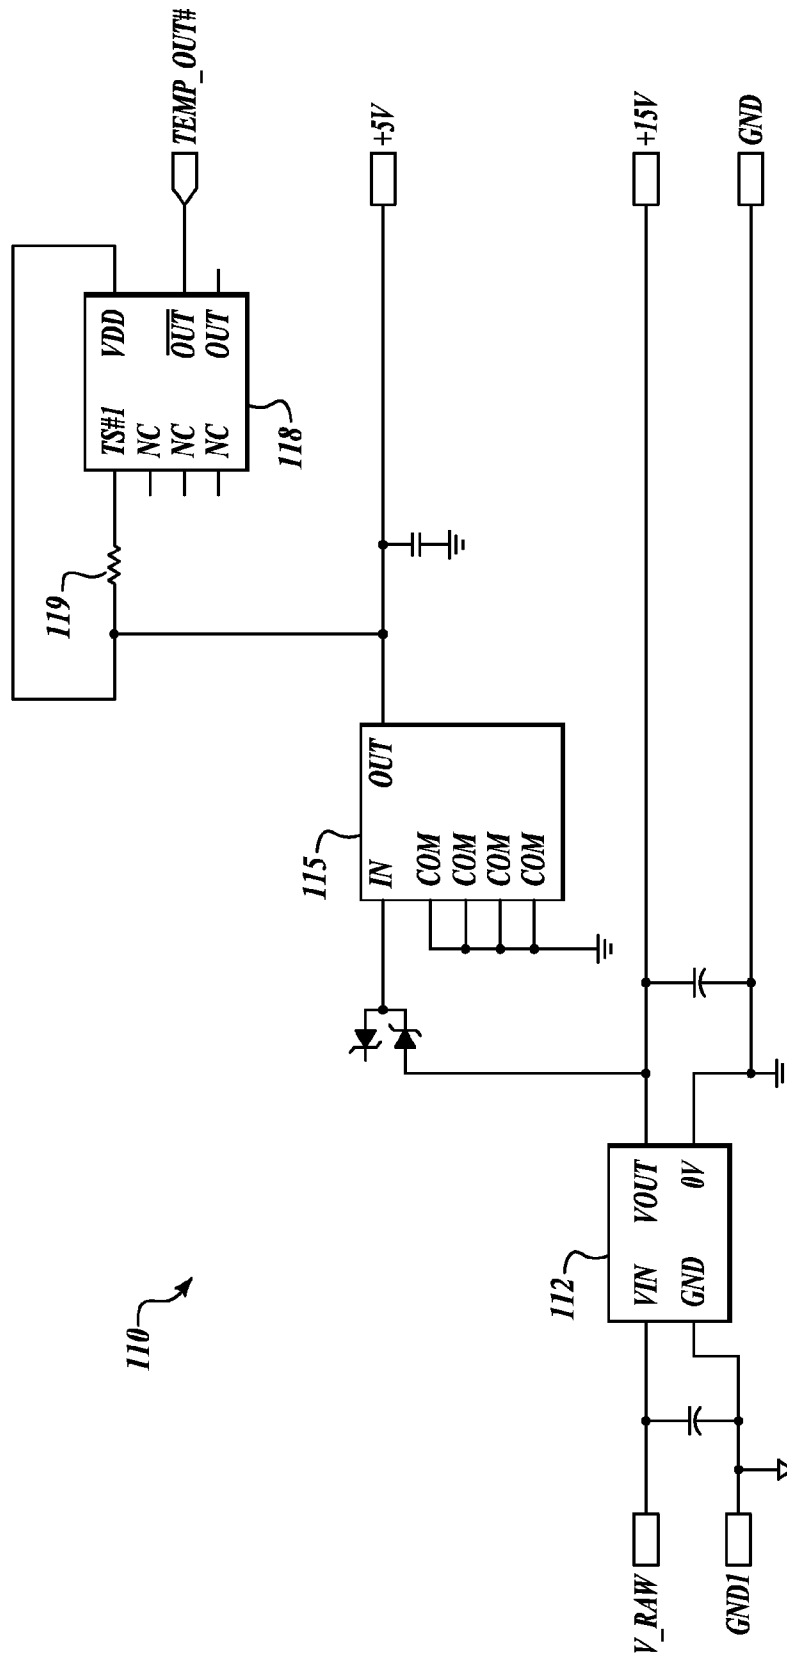 TEMP_OUT#
VDD
OUT
OUT
TS#1
NC
NC
NC
118
119
+5V
115
IN
OUT
COM
COM
COM
COM
+15V
GND
110
112
VIN
VOUT
GND
0V
V_RAW
GND1